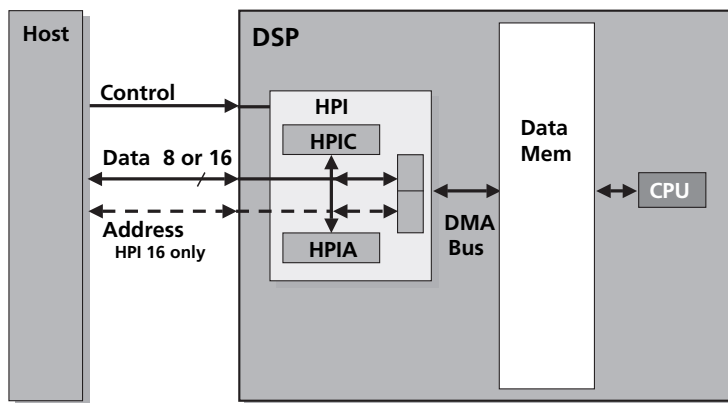 Host
DSP
Control
HPI
HPIC
Data 8 or 16
Data
Mem
CPU
Address
HPI 16 only
HPIA
DMA
Bus